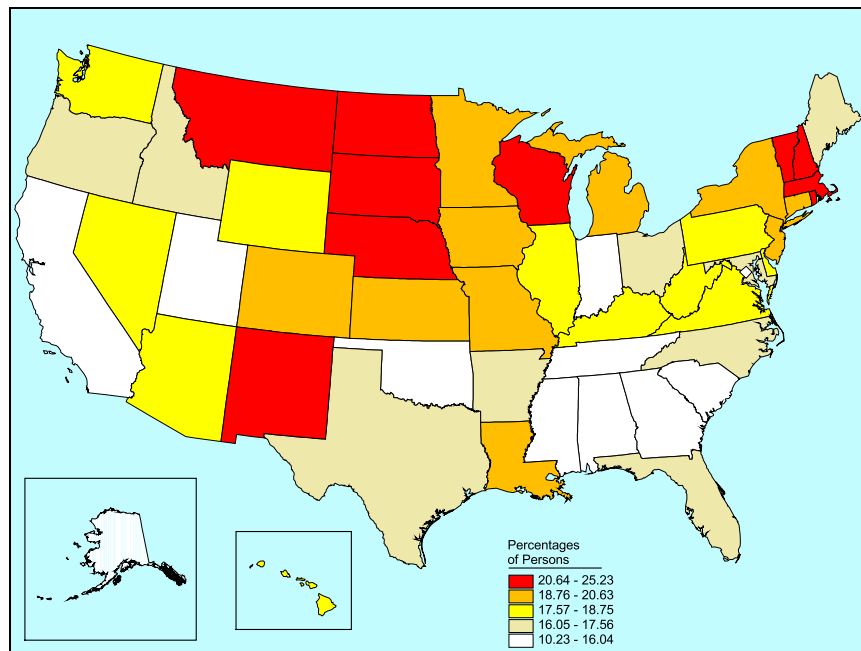 Percentages
of Persons
20.64 - 25.23
18.76 - 20.63
17.57 - 18.75
16.05 - 17.56
10.23 - 16.04